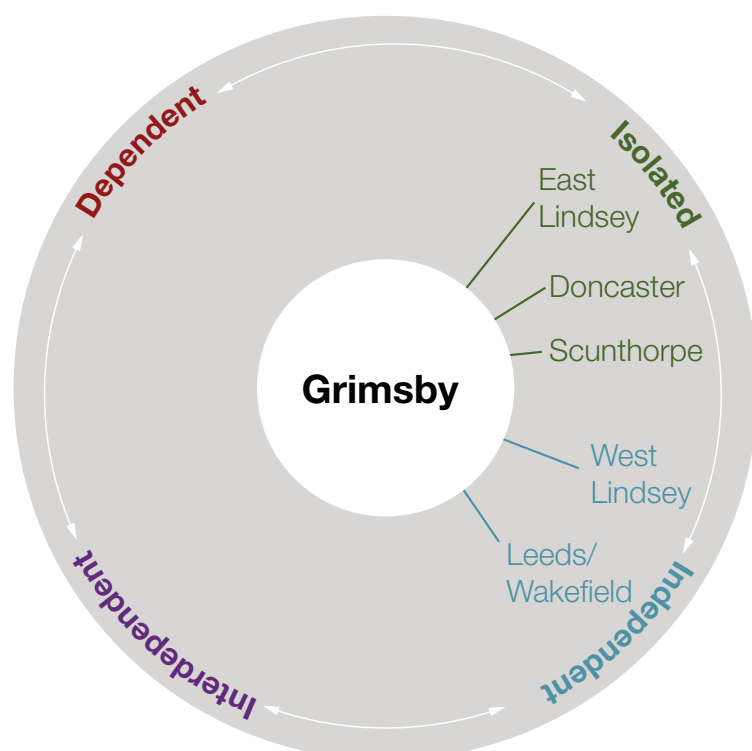 Dependent
Isolated
East
Lindsey
Doncaster
Scunthorpe
Grimsby
West
Lindsey
Leeds/
Wakefield
Interdependent
Independent